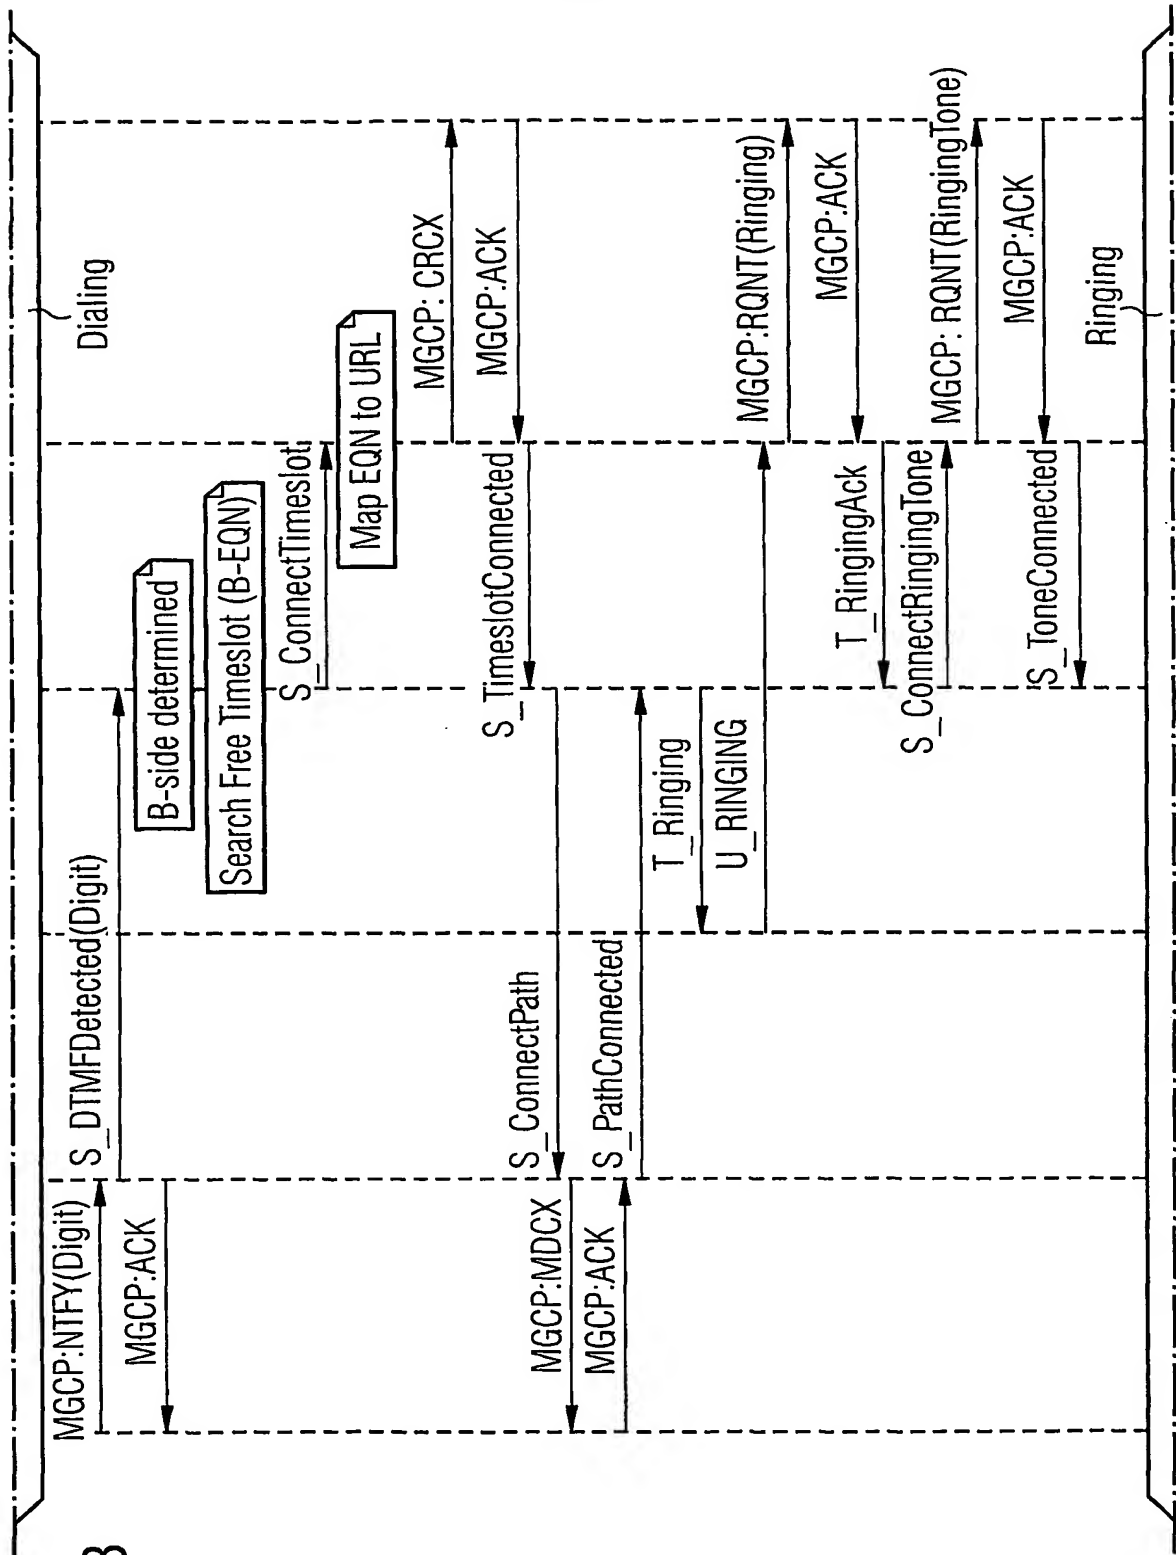 Dialing
MGCP:NTFY(Digit)
S_DTMFDetected(Digit)
MGCP:ACK
B-side determined
Search Free Timeslot (B-EQN)
S_ConnectTimeslot
Map EQN to URL
MGCP: CRCX
MGCP:ACK
S_TimeslotConnected
S_ConnectPath
MGCP:MDCX
MGCP:ACK
S_PathConnected
T_Ringing
U_RINGING
MGCP:RQNT(Ringing)
MGCP:ACK
T_RingingAck
S_ConnectRingingTone
MGCP: RQNT(RingingTone)
MGCP:ACK
S_ToneConnected
Ringing